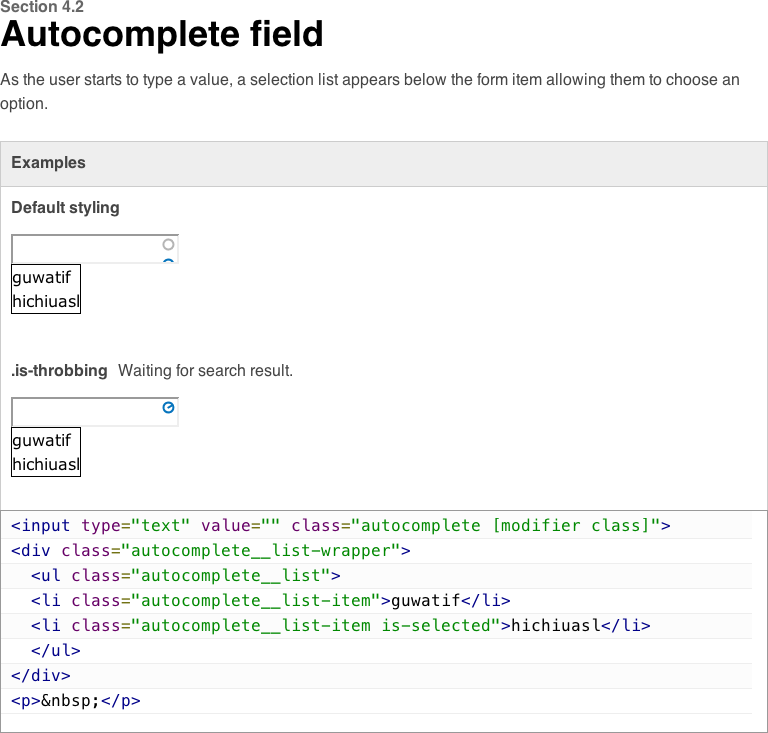 Section 4.2
Autocomplete field
As the user starts to type a value, a selection list appears below the form item allowing them to choose an
option.
Examples
Default styling
guwatif
hichiuasl
.is-throbbing Waiting for search result.
guwatif
hichiuasl
<input type="text" value="" class="autocomplete [modifier class]">
<div class="autocomplete__list-wrapper">
  <ul class="autocomplete__list">
  <li class="autocomplete__list-item">guwatif</li>
  <li class="autocomplete__list-item is-selected">hichiuasl</li>
  </ul>
</div>
<p>&nbsp;</p>